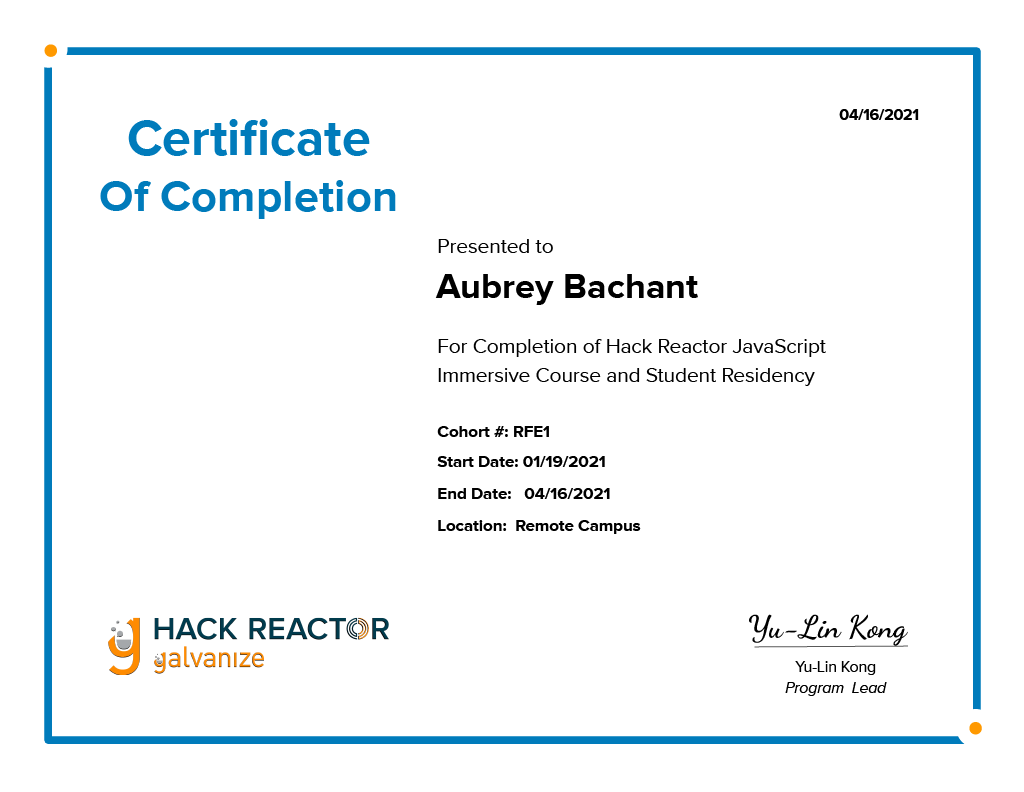 04/16/2021
Certificate
Of Completion
Presented to
Aubrey Bachant
For Completion of Hack Reactor JavaScript
Immersive Course and Student Residency
Cohort #: RFE1
Start Date: 01/19/2021
End Date: 04/16/2021
Location: Remote Campus
HACK REACTOR
galvanize
Yu-Lin Kong
Yu-Lin Kong
Program Lead